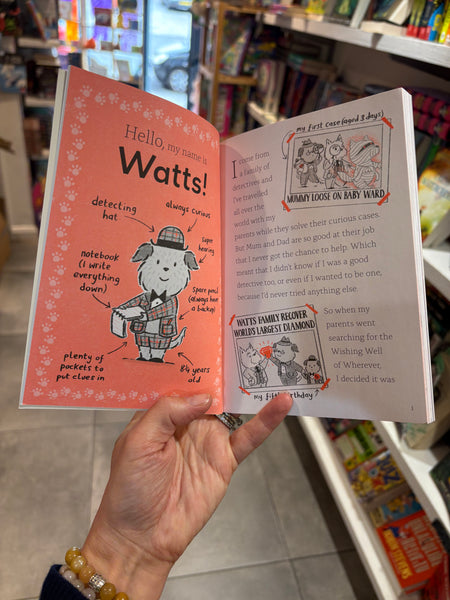 Hello, my name is
Watts!
detecting
hat
always curious
super
hearing
notebook (I write
everything
down)
spare pencil
(always have
a backup)
plenty of
pockets to
put clues in
8¼ years
old
my first case (aged 3 days)
MUMMY LOOSE ON BABY WARD
I come from
a family of
detectives and
I've travelled
all over the
world with my
parents while they solve their curious cases.
But Mum and Dad are so good at their job
that I never got the chance to help. Which
meant that I didn't know if I was a good
detective too, or even if I wanted to be one,
because I'd never tried anything else.
WATTS FAMILY RECOVER
WORLD'S LARGEST DIAMOND
my birthday
So when my
parents went
searching for the
Wishing Well
of Wherever,
I decided it was
1